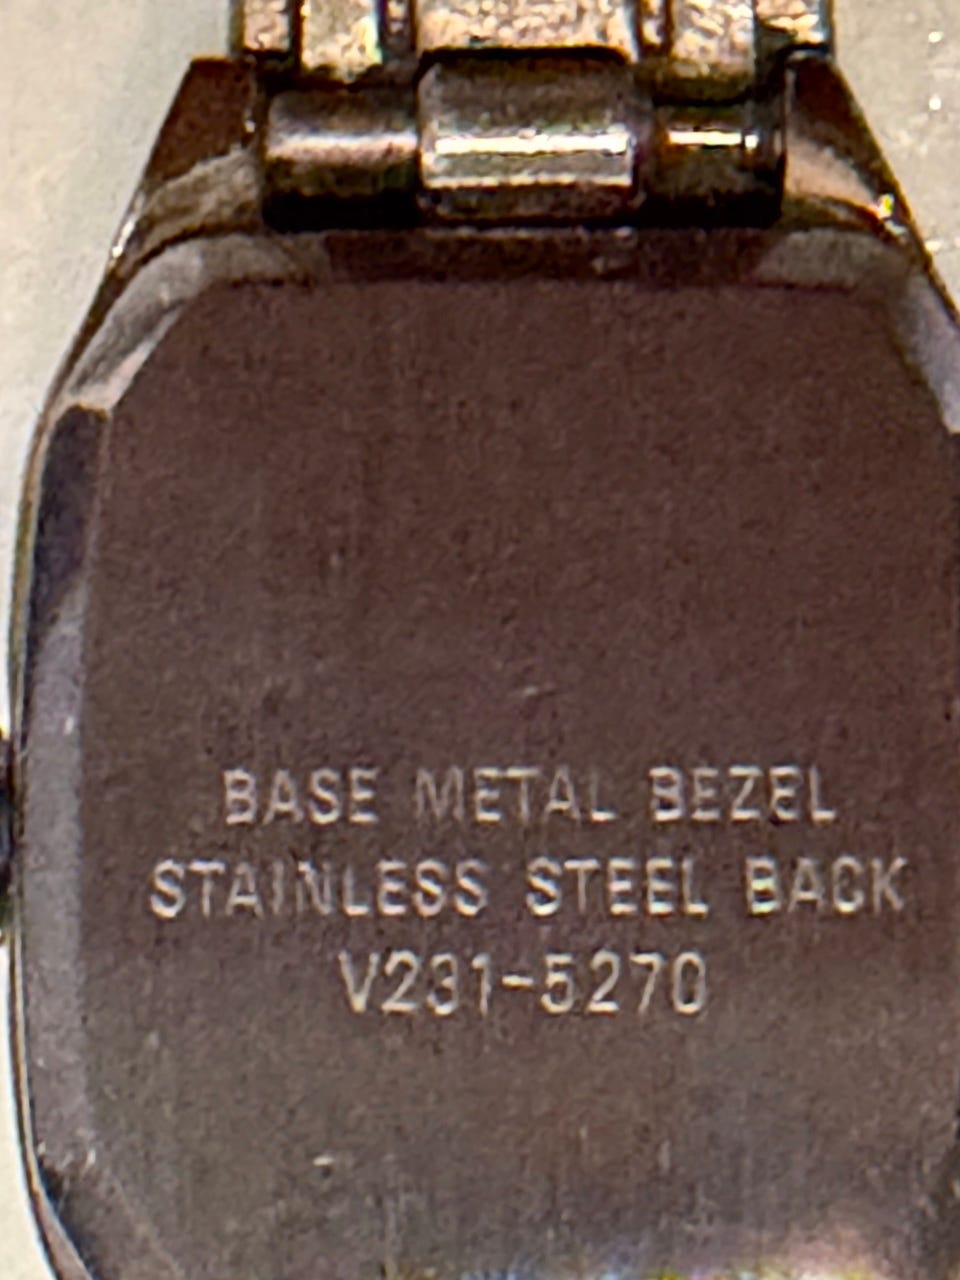 BASE METAL BEZEL
STAINLESS STEEL BACK
V231-5270